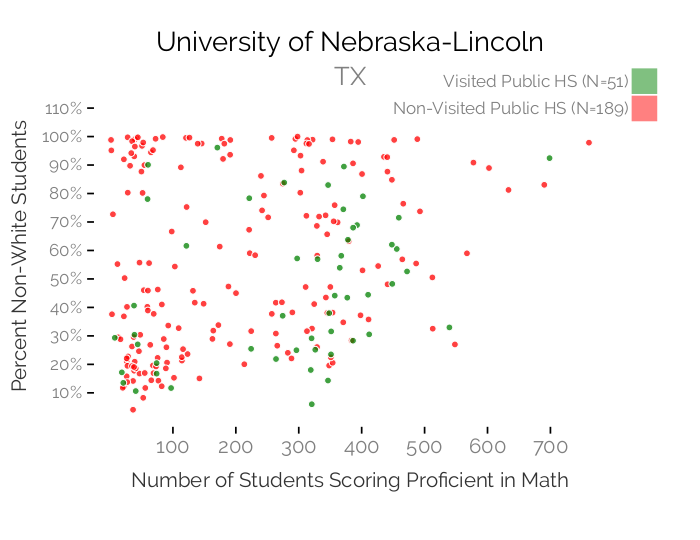 University of Nebraska-Lincoln
TX
Visited Public HS (N=51)
Non-Visited Public HS (N=189)
110%
100%
90%
80%
70%
60%
50%
40%
30%
20%
10%
Percent Non-White Students
100 200 300 400 500 600 700
Number of Students Scoring Proficient in Math